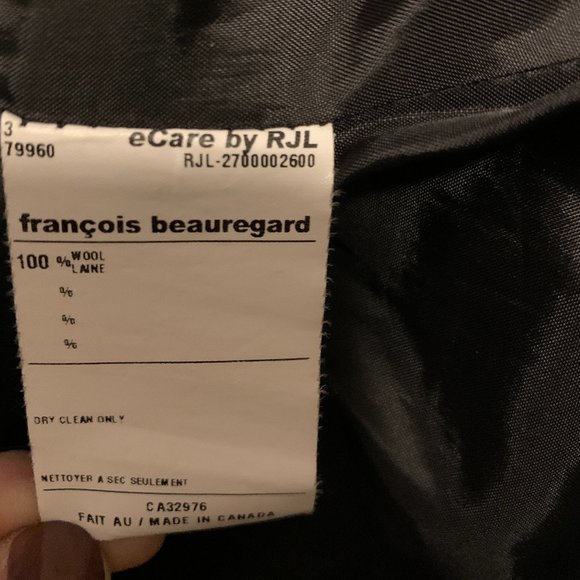 3
79960
eCare by RJL
RJL-2700002600
françois beauregard
100 % WOOL
LAINE
%
%
%
DRY CLEAN ONLY
NETTOYER A SEC SEULEMENT
CA32976
FAIT AU / MADE IN CANADA